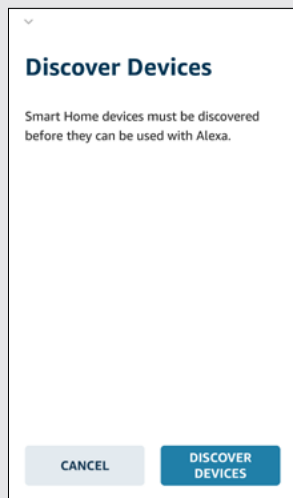 Discover Devices
Smart Home devices must be discovered
before they can be used with Alexa.
CANCEL
DISCOVER
DEVICES